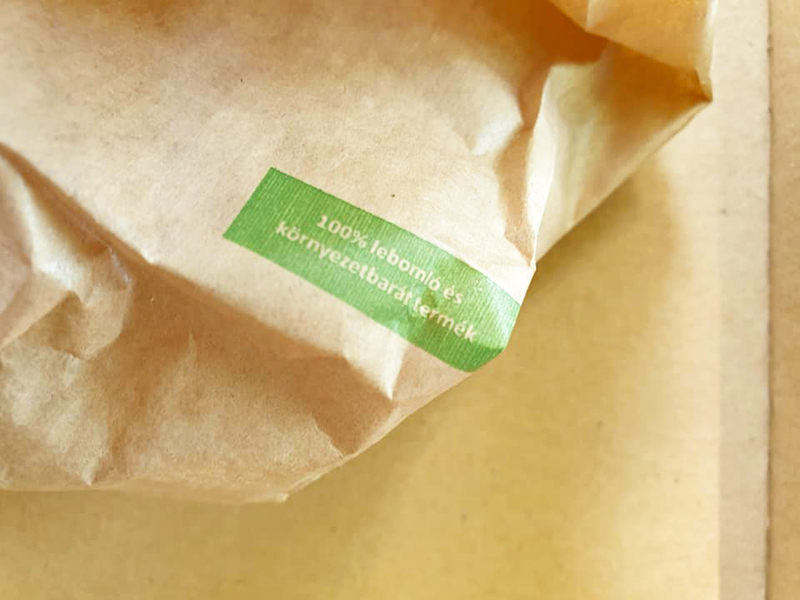 100% lebomló és
környezetbarát termék